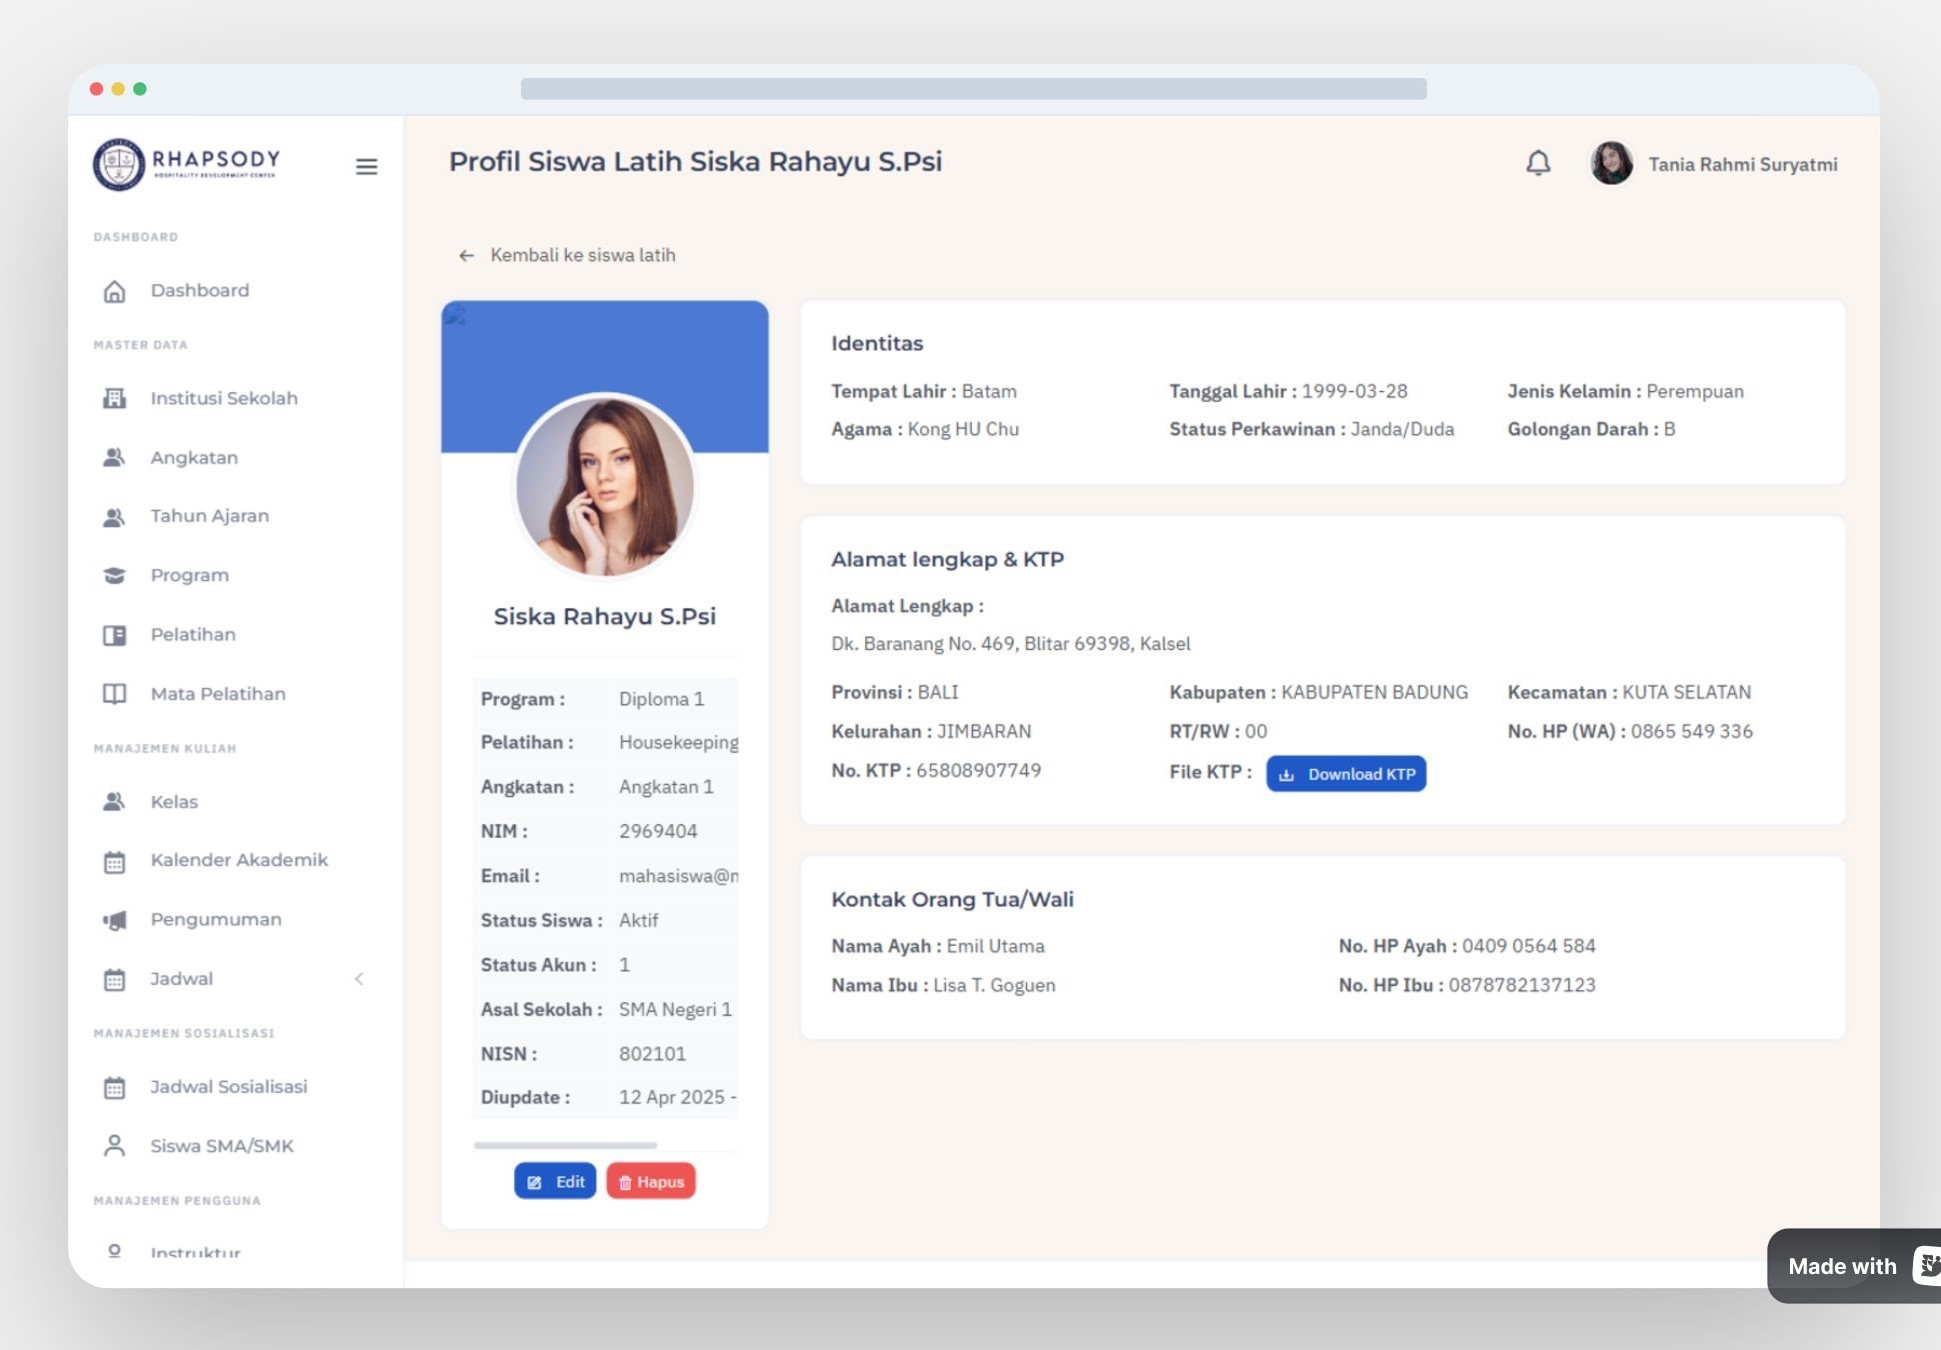 RHAPSODY
HOSPITALITY DEVELOPMENT CENTER
Profil Siswa Latih Siska Rahayu S.Psi
Tania Rahmi Suryatmi
DASHBOARD
Dashboard
MASTER DATA
Institusi Sekolah
Angkatan
Tahun Ajaran
Program
Pelatihan
Mata Pelatihan
MANAJEMEN KULIAH
Kelas
Kalender Akademik
Pengumuman
Jadwal
MANAJEMEN SOSIALISASI
Jadwal Sosialisasi
Siswa SMA/SMK
MANAJEMEN PENGGUNA
Instruktur
Kembali ke siswa latih
Siska Rahayu S.Psi
Program : Diploma 1
Pelatihan : Housekeeping
Angkatan : Angkatan 1
NIM : 2969404
Email : mahasiswa@
Status Siswa : Aktif
Status Akun : 1
Asal Sekolah : SMA Negeri 1
NISN : 802101
Diupdate : 12 Apr 2025 -
Edit Hapus
Identitas
Tempat Lahir : Batam Tanggal Lahir : 1999-03-28 Jenis Kelamin : Perempuan
Agama : Kong HU Chu Status Perkawinan : Janda/Duda Golongan Darah : B
Alamat lengkap & KTP
Alamat Lengkap :
Dk. Baranang No. 469, Blitar 69398, Kalsel
Provinsi : BALI Kabupaten : KABUPATEN BADUNG Kecamatan : KUTA SELATAN
Kelurahan : JIMBARAN RT/RW : 00 No. HP (WA) : 0865 549 336
No. KTP : 65808907749 File KTP : Download KTP
Kontak Orang Tua/Wali
Nama Ayah : Emil Utama No. HP Ayah : 0409 0564 584
Nama Ibu : Lisa T. Goguen No. HP Ibu : 0878782137123
Made with